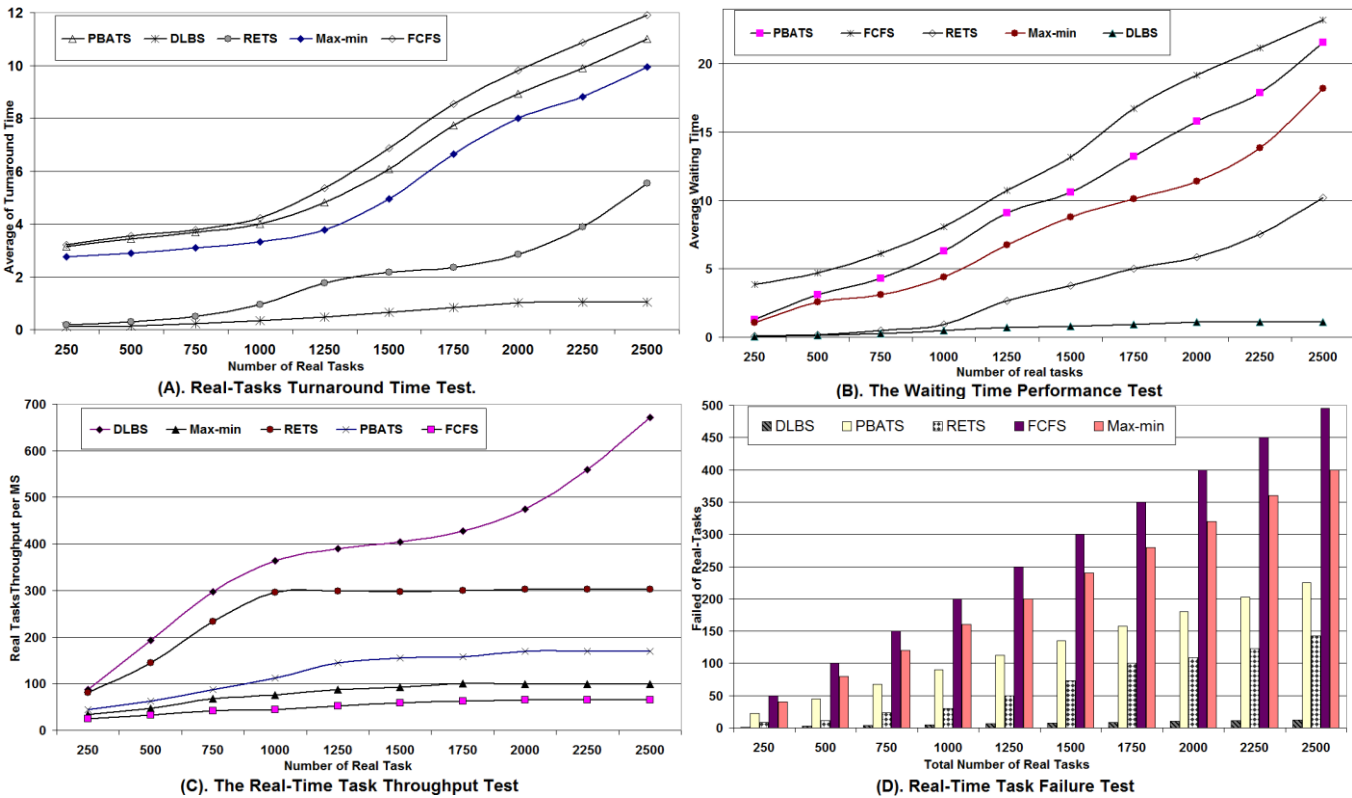 12
10
8
6
4
2
0
Average of Turnaround Time
PBATS DLBS RETS Max-min FCFS
250 500 750 1000 1250 1500 1750 2000 2250 2500
Number of Real Tasks
(A). Real-Tasks Turnaround Time Test.
20
15
10
5
0
Average Waiting Time
PBATS FCFS RETS Max-min DLBS
250 500 750 1000 1250 1500 1750 2000 2250 2500
Number of real tasks
(B). The Waiting Time Performance Test
700
600
500
400
300
200
100
0
Real TasksThroughput per MS
DLBS Max-min RETS PBATS FCFS
250 500 750 1000 1250 1500 1750 2000 2250 2500
Number of Real Task
(C). The Real-Time Task Throughput Test
500
450
400
350
300
250
200
150
100
50
0
Failed of Real-Tasks
DLBS PBATS RETS FCFS Max-min
250 500 750 1000 1250 1500 1750 2000 2250 2500
Total Number of Real Tasks
(D). Real-Time Task Failure Test